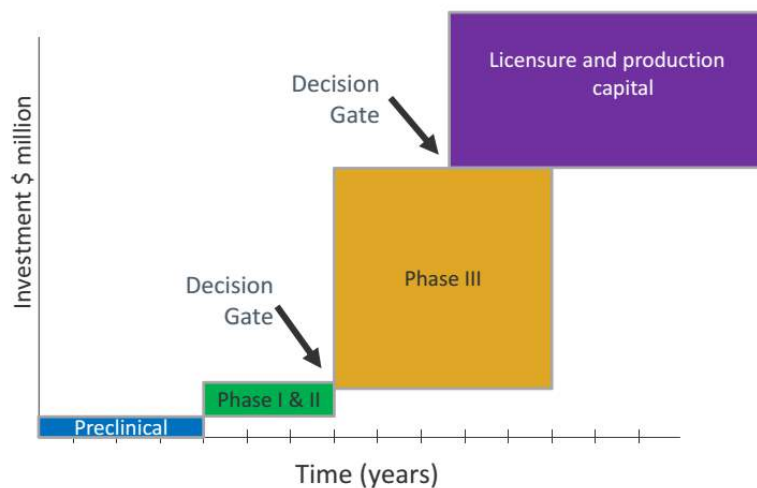 Licensure and production
capital
Decision
Gate
Investment $ million
Phase III
Decision
Gate
Phase I & II
Preclinical
Time (years)